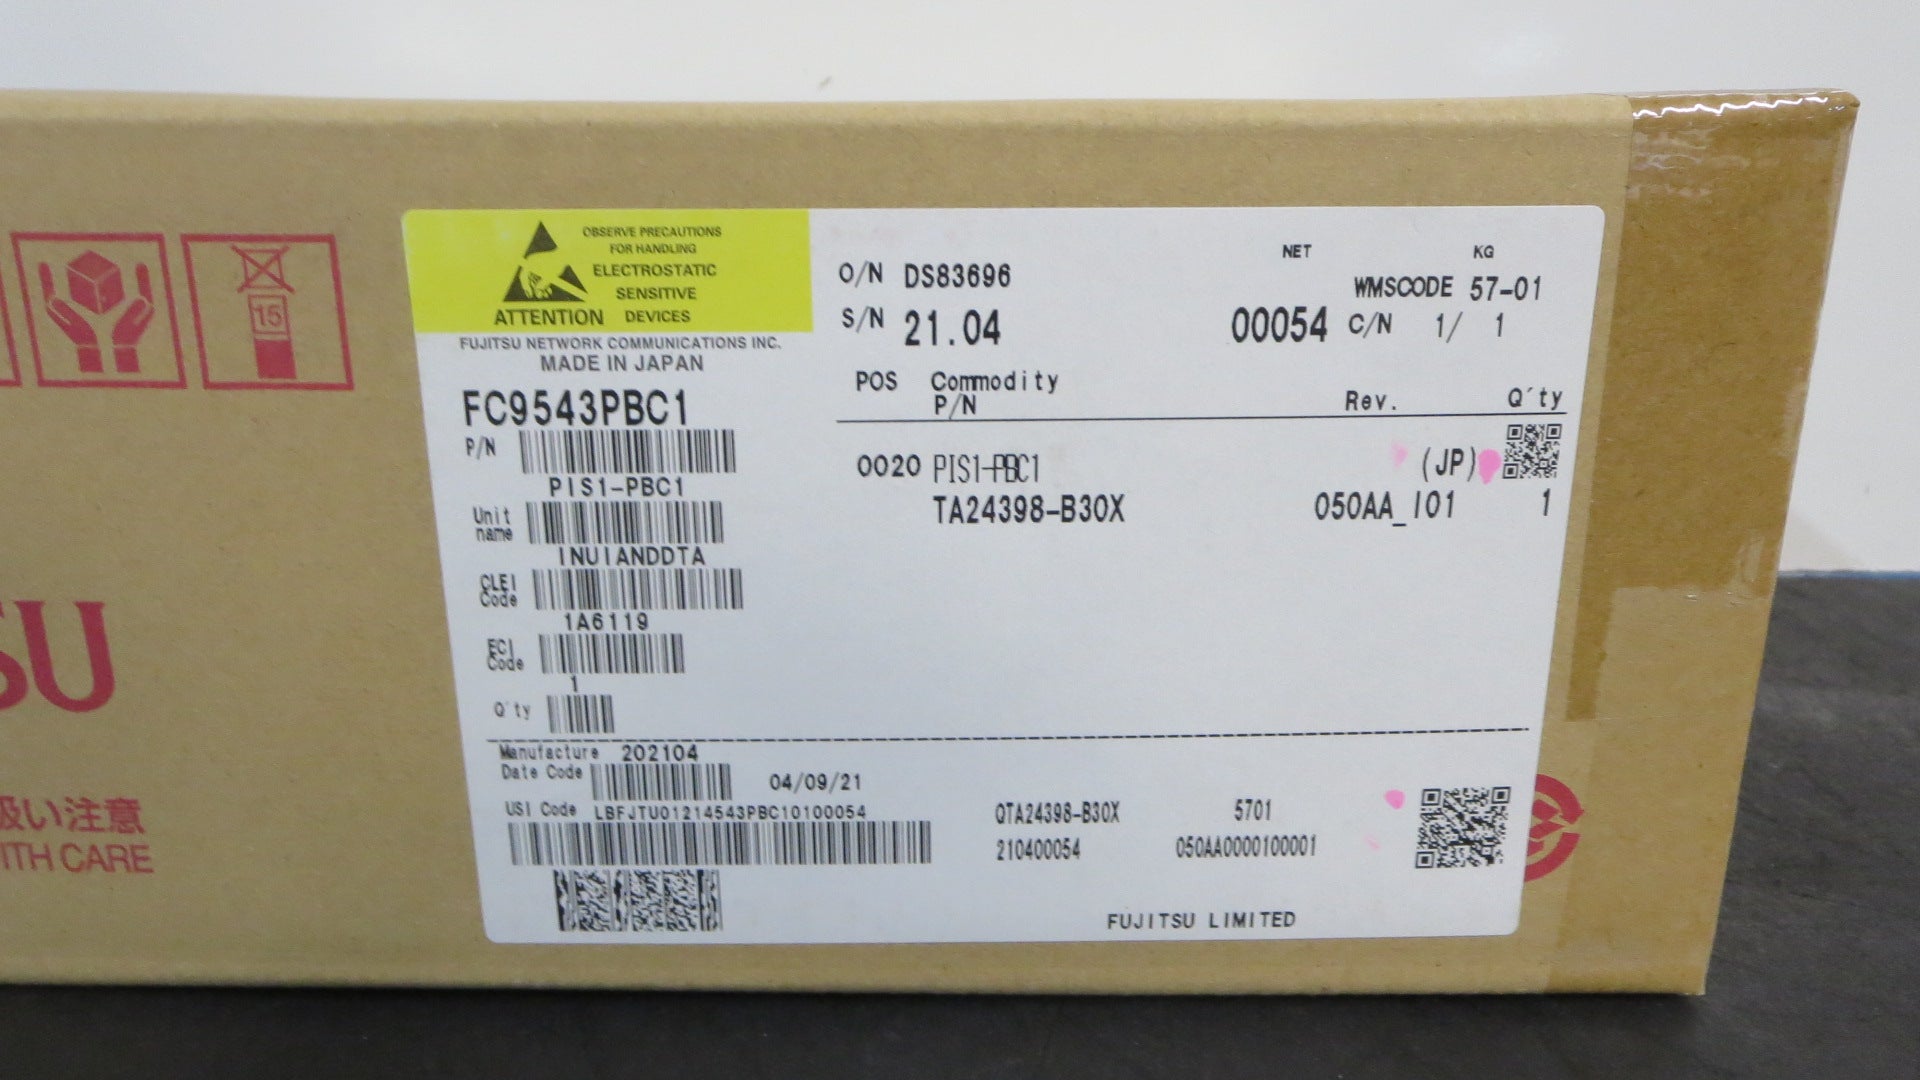 OBSERVE PRECAUTIONS
FOR HANDLING
ELECTROSTATIC
SENSITIVE
ATTENTION DEVICES
FUJITSU NETWORK COMMUNICATIONS INC.
MADE IN JAPAN
FC9543PBC1
P/N
PIS1-PBC1
Unit
name
INUIANDDTA
CLEI
Code
1A6119
ECI
Code
1
Q'ty
O/N DS83696
S/N 21.04 00054
NET KG
WMSCODE 57-01
C/N 1/ 1
POS Commodity
P/N Rev. Q'ty
0020 PIS1-PBC1 (JP)
TA24398-B30X 050AA_I01 1
Manufacture 202104
Date Code 04/09/21
USI Code LBFJTU01214543PBC10100054
QTA24398-B30X 5701
210400054 050AA0000100001
FUJITSU LIMITED
15
SU
扱い注意
ITH CARE